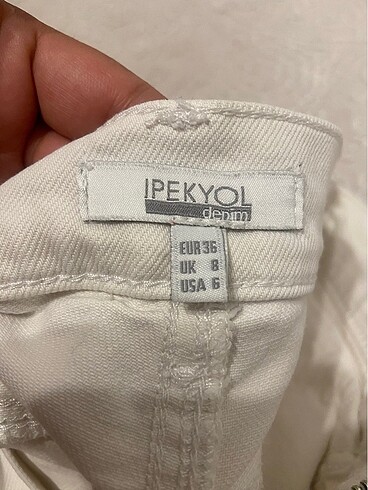 IPEKYOL
denim
EUR 36
UK 8
USA 6